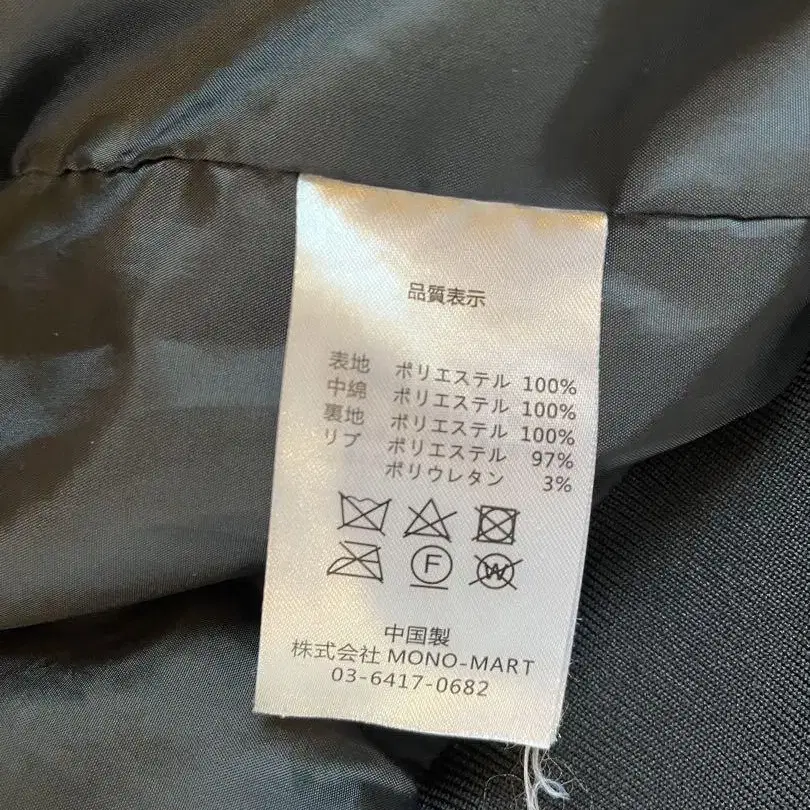 品質表示
表地 ポリエステル 100%
中綿 ポリエステル 100%
裏地 ポリエステル 100%
リブ ポリエステル 97%
ポリウレタン 3%
F W
中国製
株式会社 MONO-MART
03-6417-0682